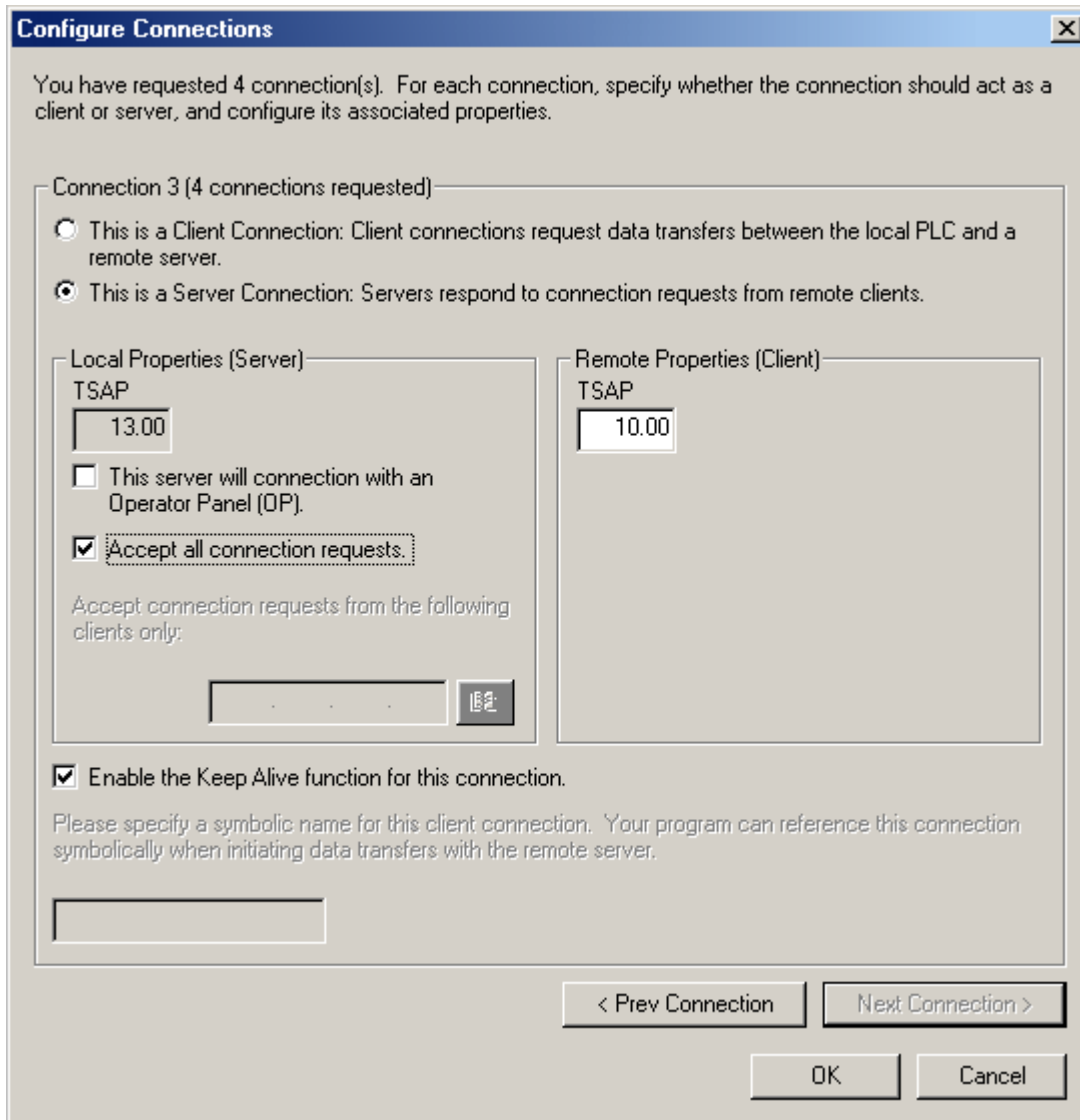 Configure Connections
You have requested 4 connection(s). For each connection, specify whether the connection should act as a
client or server, and configure its associated properties.
Connection 3 (4 connections requested)
This is a Client Connection: Client connections request data transfers between the local PLC and a
remote server.
This is a Server Connection: Servers respond to connection requests from remote clients.
Local Properties (Server)
TSAP
13.00
This server will connection with an
Operator Panel (OP).
Accept all connection requests.
Accept connection requests from the following
clients only:
. . .
Remote Properties (Client)
TSAP
10.00
Enable the Keep Alive function for this connection.
Please specify a symbolic name for this client connection. Your program can reference this connection
symbolically when initiating data transfers with the remote server.
< Prev Connection
Next Connection >
OK
Cancel